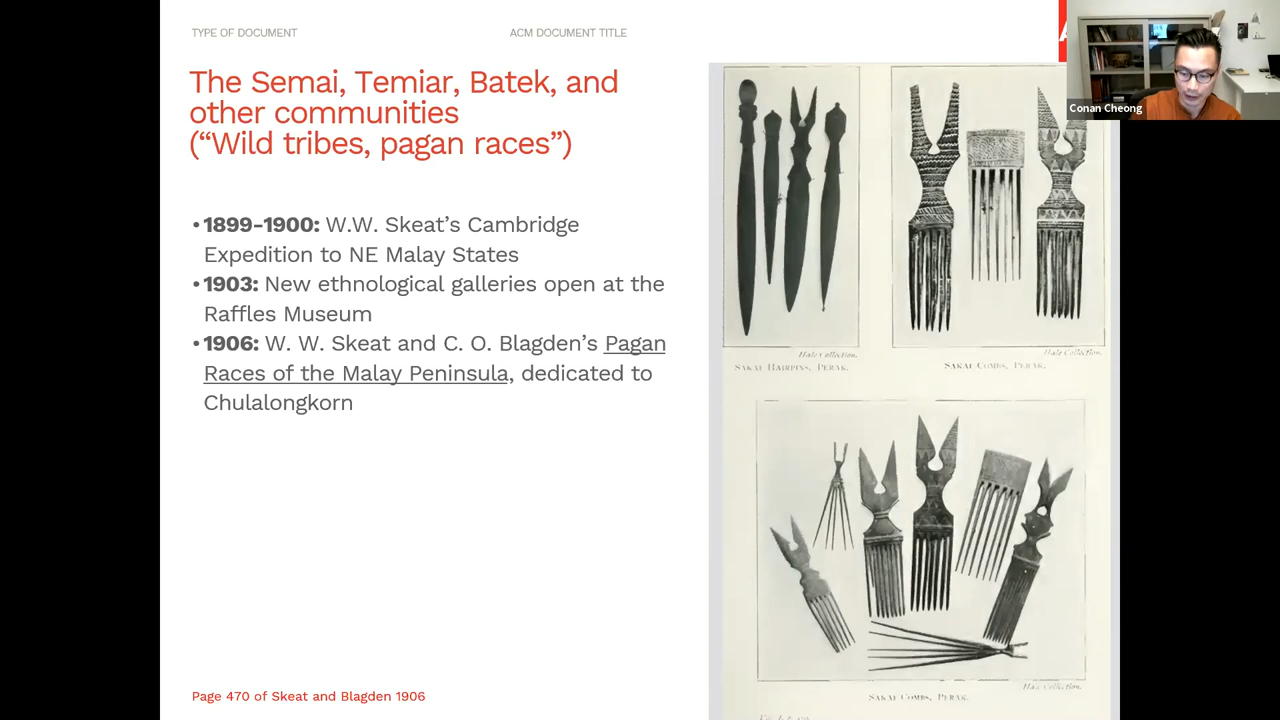 TYPE OF DOCUMENT
ACM DOCUMENT TITLE
The Semai, Temiar, Batek, and
other communities
(“Wild tribes, pagan races”)
• 1899–1900: W.W. Skeat’s Cambridge
Expedition to NE Malay States
• 1903: New ethnological galleries open at the
Raffles Museum
• 1906: W. W. Skeat and C. O. Blagden’s Pagan
Races of the Malay Peninsula, dedicated to
Chulalongkorn
Page 470 of Skeat and Blagden 1906
Hale Collection.
SAKAI HAIRPINS, PERAK.
Hale Collection.
SAKAI COMBS, PERAK.
Hale Collection.
SAKAI COMBS, PERAK.
Conan Cheong